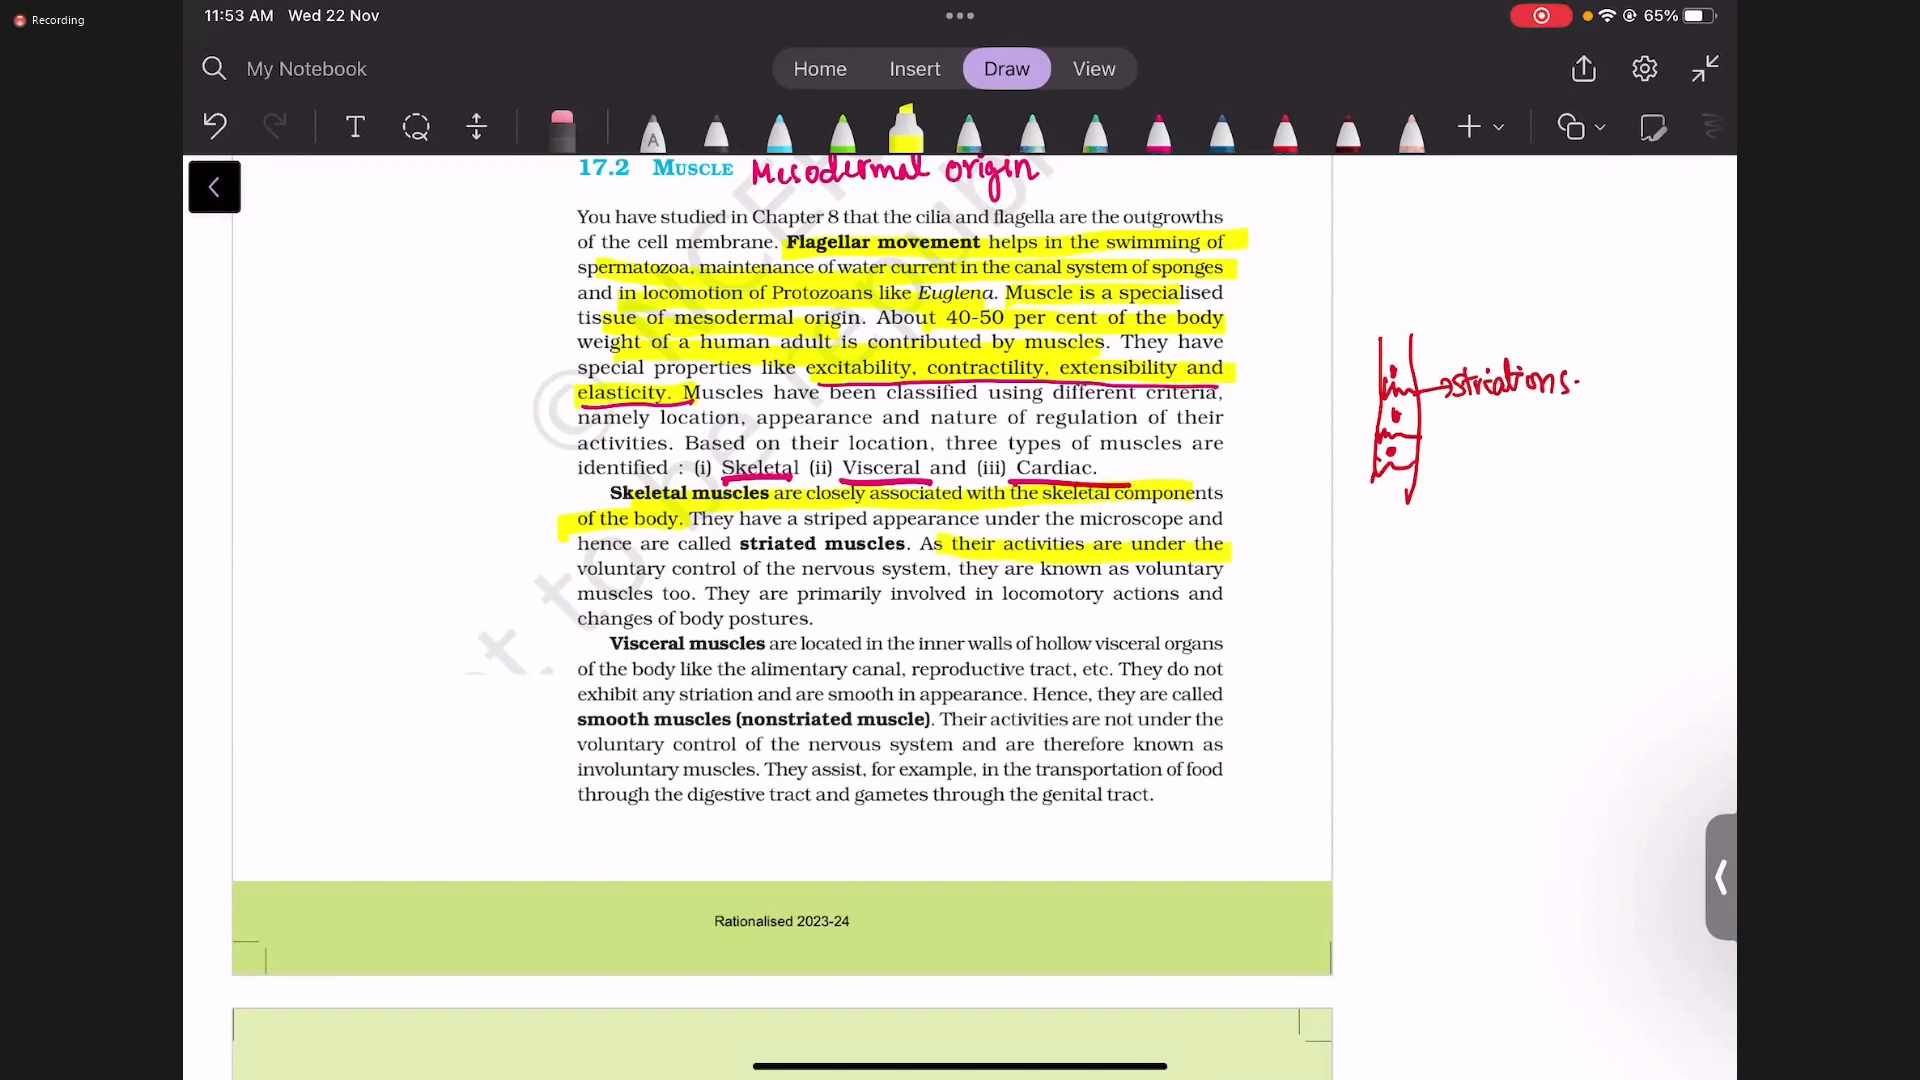 Recording
11:53 AM Wed 22 Nov
65%
My Notebook
Home Insert Draw View
T
A
17.2 MUSCLE Mesodermal origin
You have studied in Chapter 8 that the cilia and flagella are the outgrowths
of the cell membrane. Flagellar movement helps in the swimming of
spermatozoa, maintenance of water current in the canal system of sponges
and in locomotion of Protozoans like Euglena. Muscle is a specialised
tissue of mesodermal origin. About 40-50 per cent of the body
weight of a human adult is contributed by muscles. They have
special properties like excitability, contractility, extensibility and
elasticity. Muscles have been classified using different criteria,
namely location, appearance and nature of regulation of their
activities. Based on their location, three types of muscles are
identified : (i) Skeletal (ii) Visceral and (iii) Cardiac.
striations.
Skeletal muscles are closely associated with the skeletal components
of the body. They have a striped appearance under the microscope and
hence are called striated muscles. As their activities are under the
voluntary control of the nervous system, they are known as voluntary
muscles too. They are primarily involved in locomotory actions and
changes of body postures.
Visceral muscles are located in the inner walls of hollow visceral organs
of the body like the alimentary canal, reproductive tract, etc. They do not
exhibit any striation and are smooth in appearance. Hence, they are called
smooth muscles (nonstriated muscle). Their activities are not under the
voluntary control of the nervous system and are therefore known as
involuntary muscles. They assist, for example, in the transportation of food
through the digestive tract and gametes through the genital tract.
Rationalised 2023-24